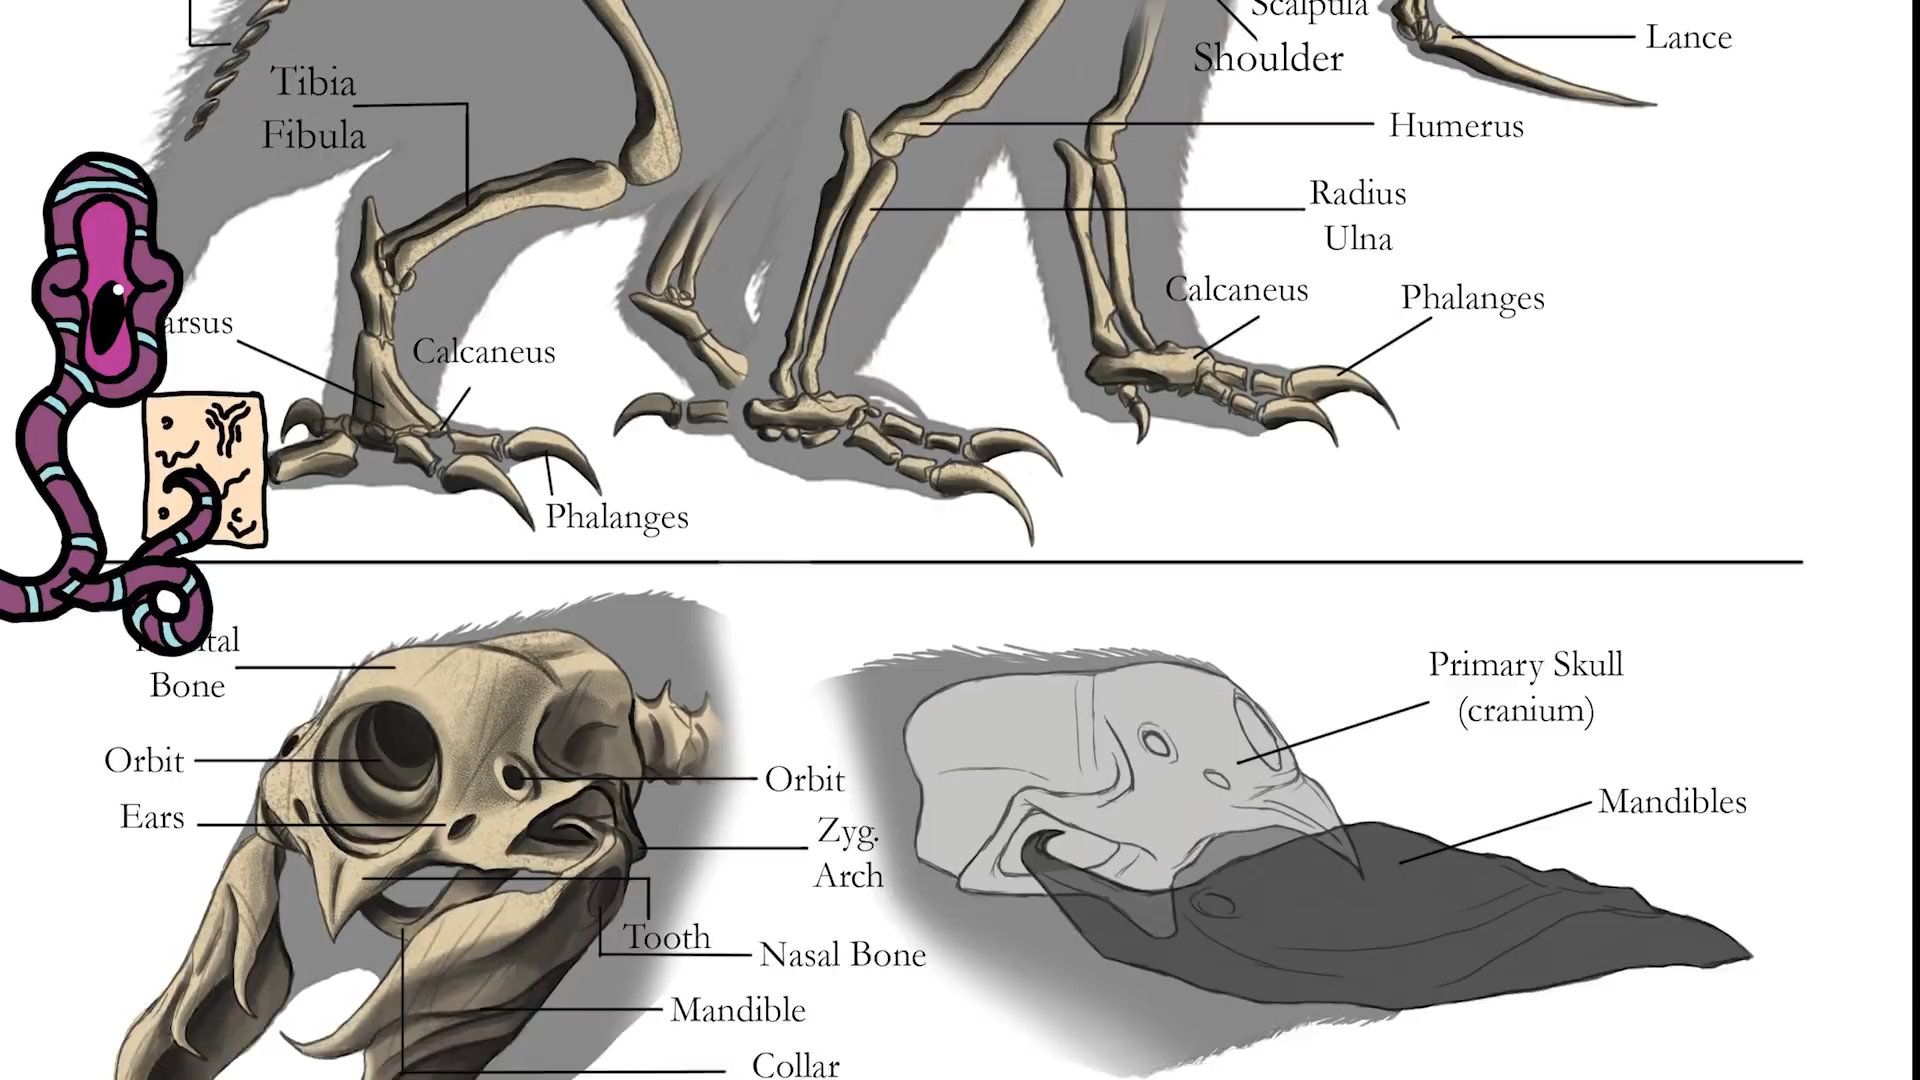 Scalpula
Shoulder
Lance
Tibia
Fibula
Humerus
Radius
Ulna
Calcaneus
Phalanges
arsus
Calcaneus
Phalanges
Bone
Orbit
Ears
Orbit
Zyg.
Arch
Tooth
Nasal Bone
Mandible
Collar
Primary Skull
(cranium)
Mandibles